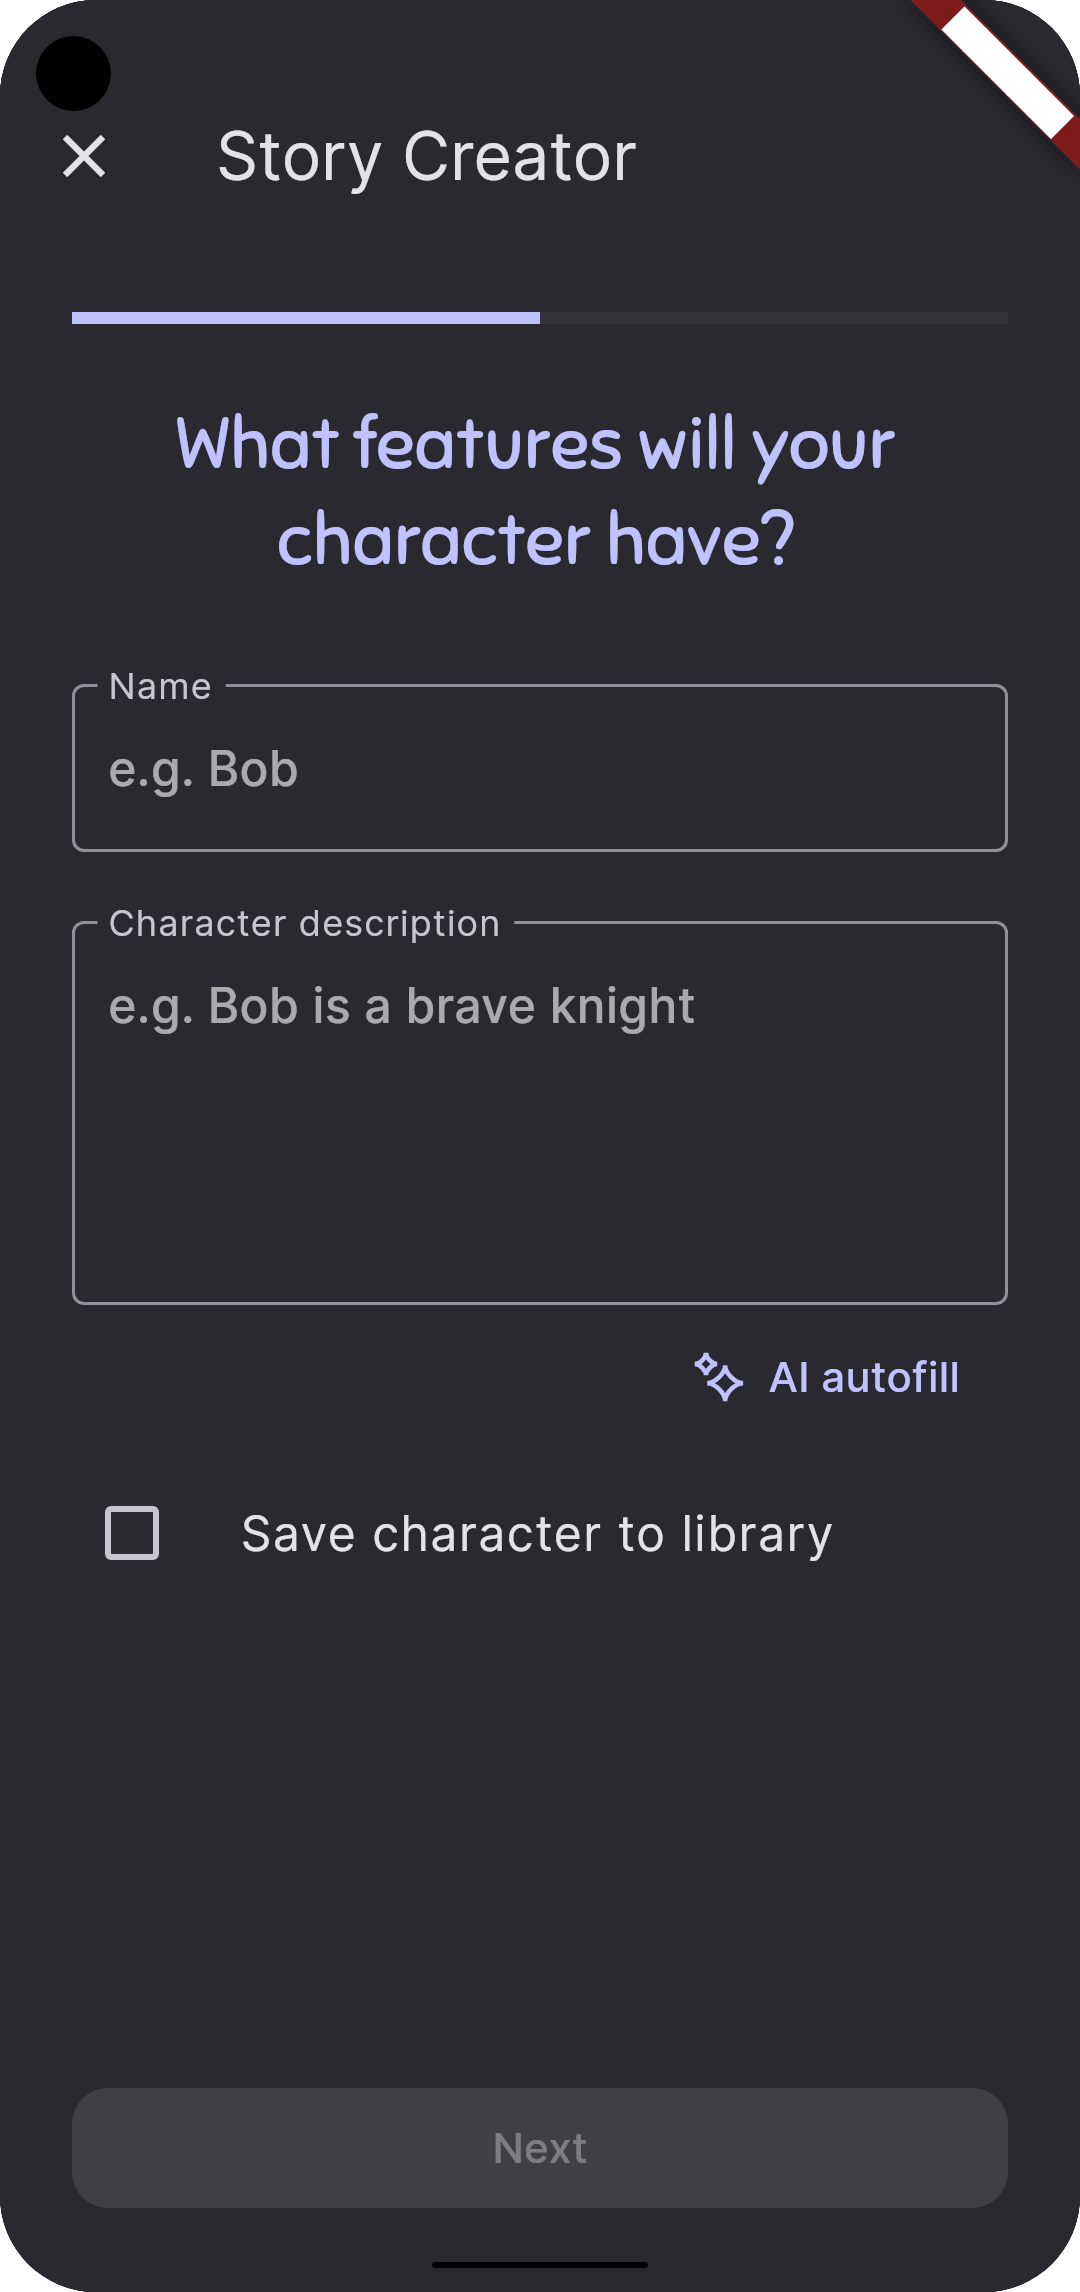 Story Creator
What features will your
character have?
Name
e.g. Bob
Character description
e.g. Bob is a brave knight
AI autofill
Save character to library
Next